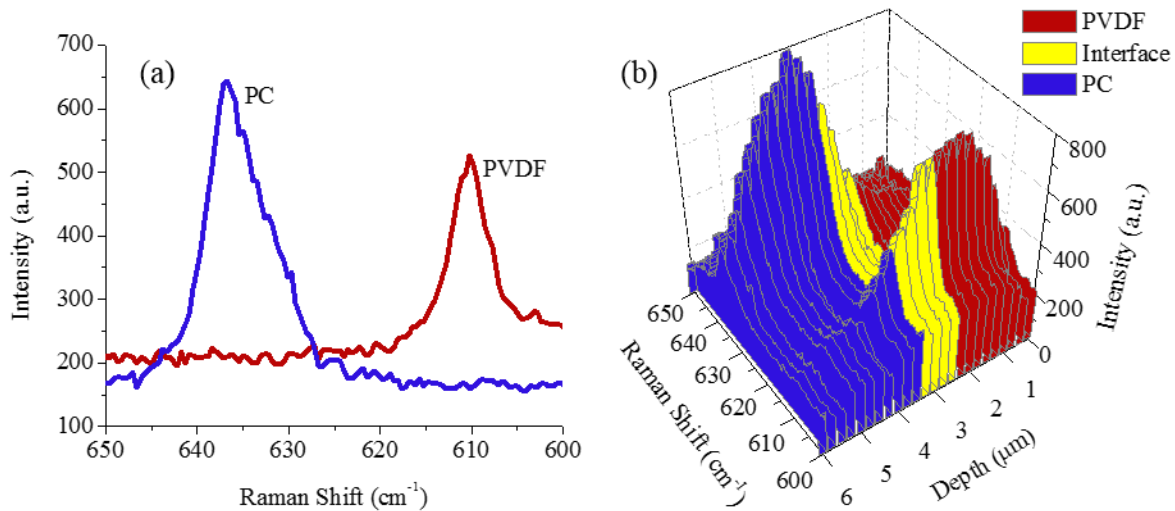 (a)
PC
PVDF
700
600
500
400
300
200
100
650
640
630
620
610
600
Intensity (a.u.)
Raman Shift (cm⁻¹)
(b)
PVDF
Interface
PC
800
600
400
200
Intensity (a.u.)
0
1
2
3
4
5
6
Depth (μm)
650
640
630
620
610
600
Raman Shift (cm⁻¹)